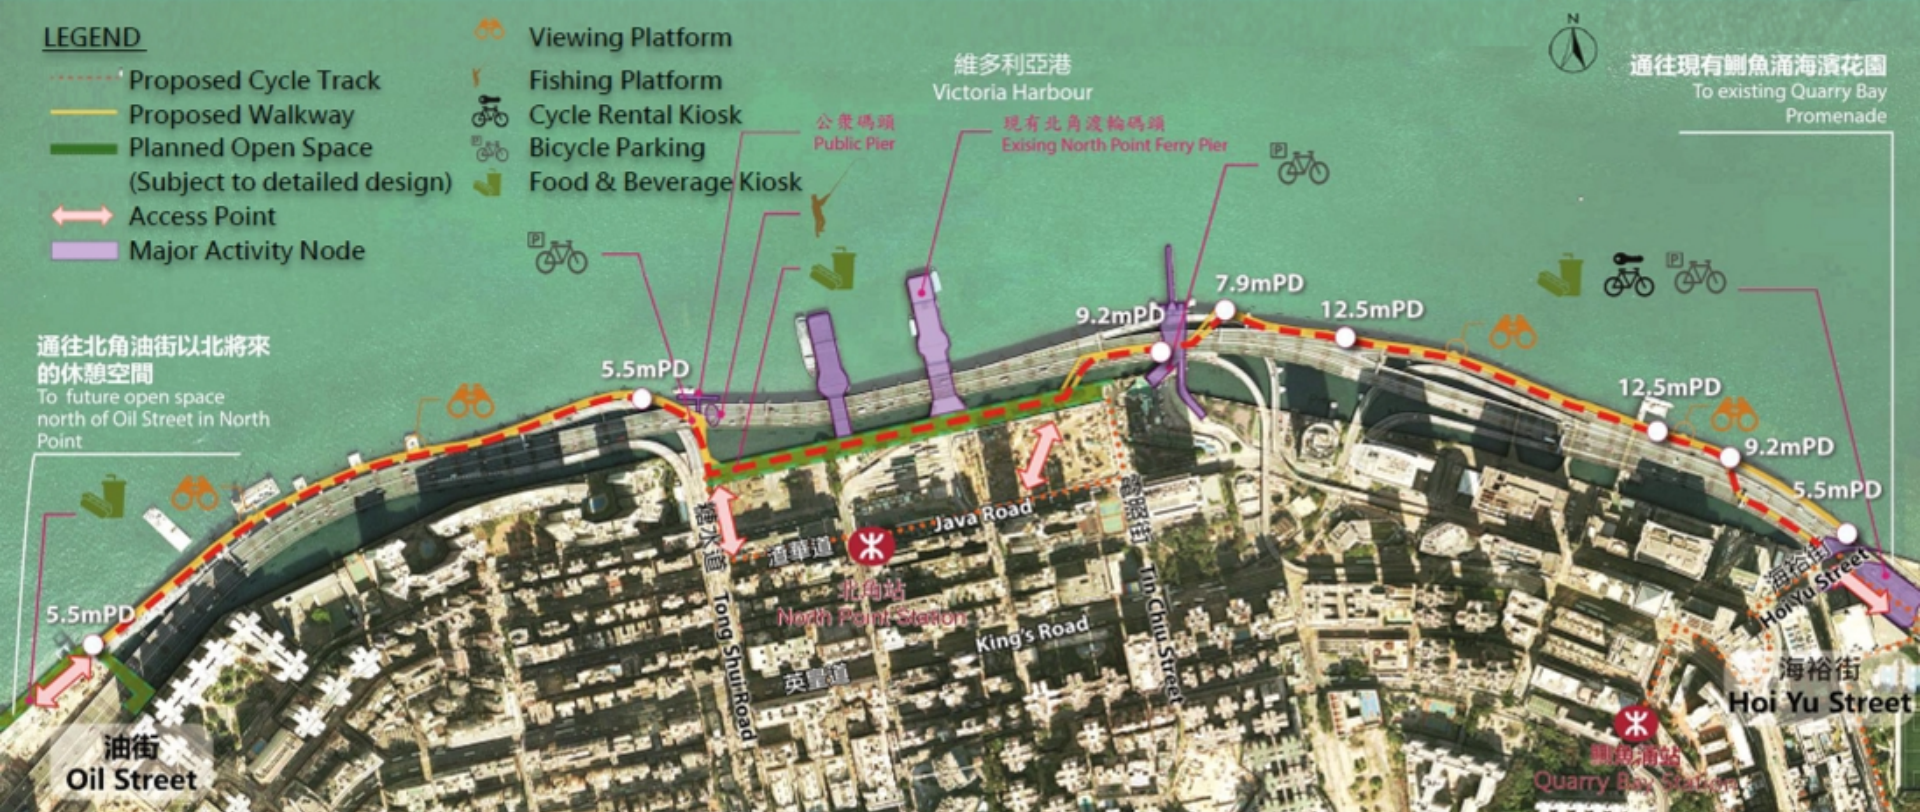 LEGEND
Proposed Cycle Track
Proposed Walkway
Planned Open Space
(Subject to detailed design)
Access Point
Major Activity Node
Viewing Platform
Fishing Platform
Cycle Rental Kiosk
Bicycle Parking
Food & Beverage Kiosk
維多利亞港
Victoria Harbour
公眾碼頭
Public Pier
現有北角渡輪碼頭
Exising North Point Ferry Pier
N
通往現有鰂魚涌海濱花園
To existing Quarry Bay
Promenade
P
P
P
通往北角油街以北將來
的休憩空間
To future open space
north of Oil Street in North
Point
5.5mPD
5.5mPD
9.2mPD
7.9mPD
12.5mPD
12.5mPD
9.2mPD
5.5mPD
糖水道
Tong Shui Road
渣華道
Java Road
書局街
Tin Chiu Street
北角站
North Point Station
King's Road
英皇道
海裕街
Hoi Yu Street
海裕街
Hoi Yu Street
鰂魚涌站
Quarry Bay Station
油街
Oil Street